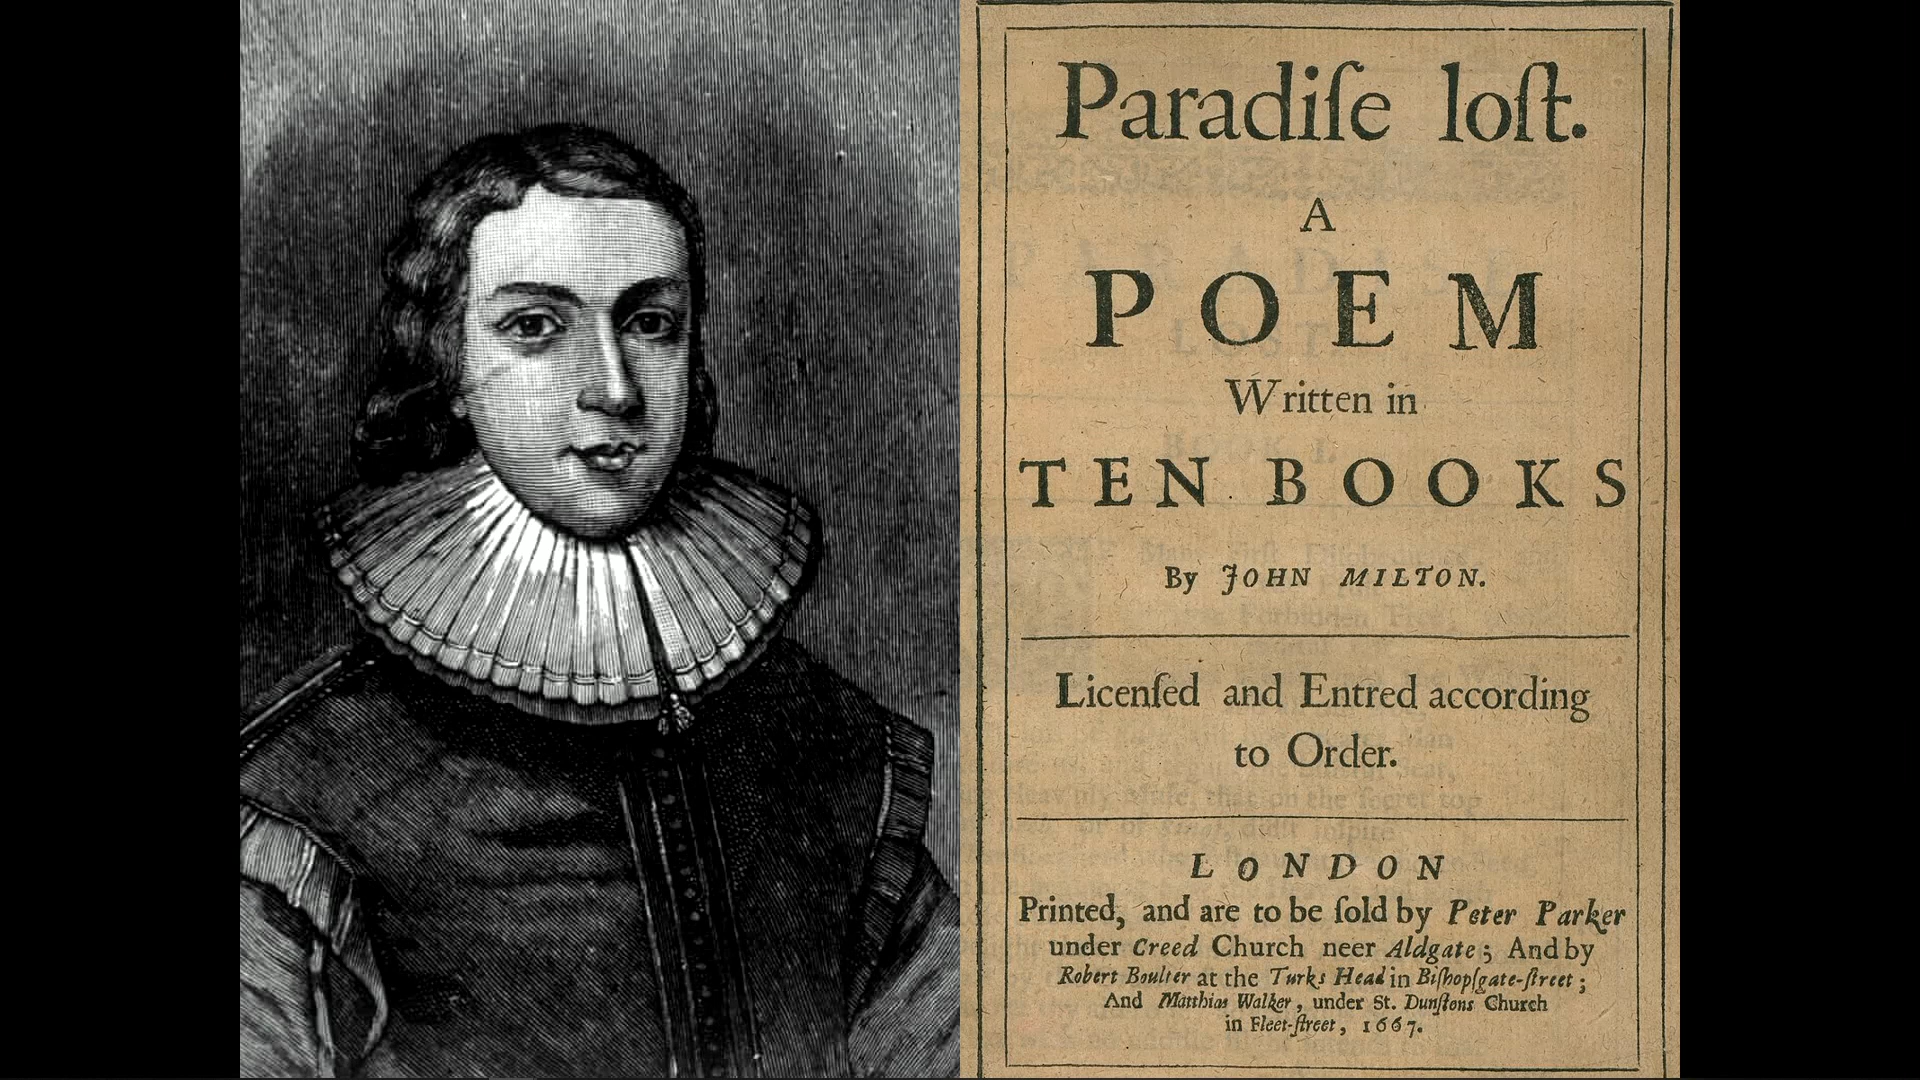 Paradiſe loſt.
A
POEM
Written in
TEN BOOKS
By JOHN MILTON.
Licenſed and Entred according
to Order.
LONDON
Printed, and are to be ſold by Peter Parker
under Creed Church neer Aldgate; And by
Robert Boulter at the Turks Head in Biſhopſgate-ſtreet;
And Matthias Walker, under St. Dunſtons Church
in Fleet-ſtreet, 1667.